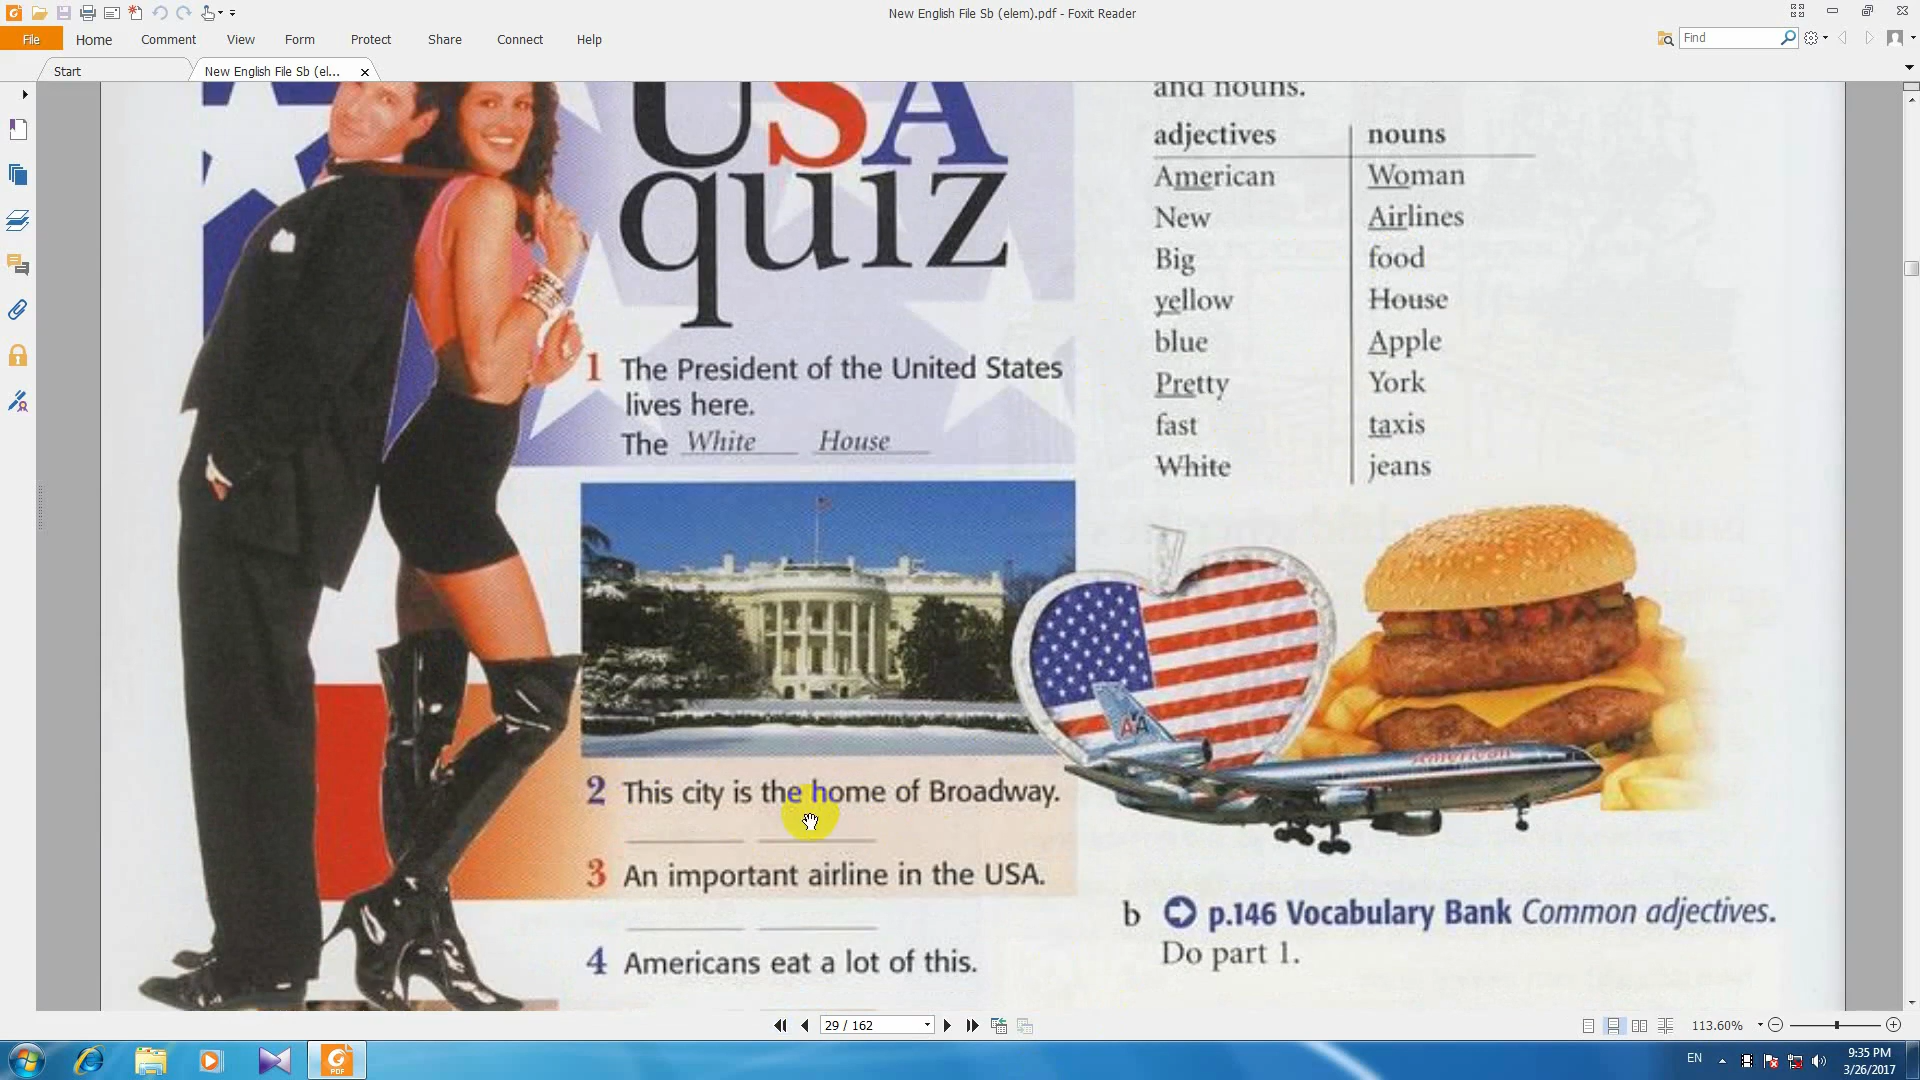 New English File Sb (elem).pdf - Foxit Reader
File Home Comment View Form Protect Share Connect Help
Find
Start
New English File Sb (el...
USA
quiz
1 The President of the United States
lives here.
The White House
2 This city is the home of Broadway.
3 An important airline in the USA.
4 Americans eat a lot of this.
and nouns.
adjectives nouns
American Woman
New Airlines
Big food
yellow House
blue Apple
Pretty York
fast taxis
White jeans
AA
American
b p.146 Vocabulary Bank Common adjectives.
Do part 1.
29 / 162
113.60%
PDF
EN
9:35 PM
3/26/2017